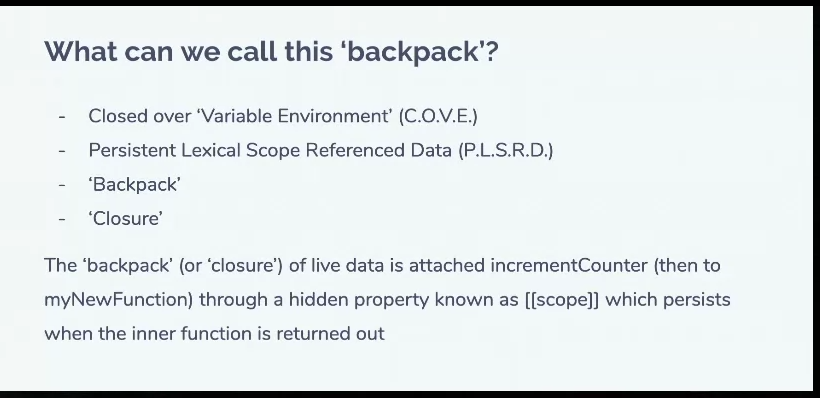 What can we call this ‘backpack’?
- Closed over ‘Variable Environment’ (C.O.V.E.)
- Persistent Lexical Scope Referenced Data (P.L.S.R.D.)
- ‘Backpack’
- ‘Closure’
The ‘backpack’ (or ‘closure’) of live data is attached incrementCounter (then to
myNewFunction) through a hidden property known as [[scope]] which persists
when the inner function is returned out